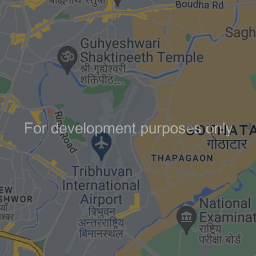 Boudha Rd
Sagh
Guhyeshwari
Shaktineeth Temple
श्री गुह्येश्वरी
शक्तिपीठ...
Ring Road
For development purposes only
गोठाटार
THAPAGAON
Tribhuvan
International
Airport
त्रिभुवन
अन्तर्राष्ट्रिय
विमानस्थल
EW
SHWOR
National
Examinat
राष्ट्रिय
परीक्षा बोर्ड